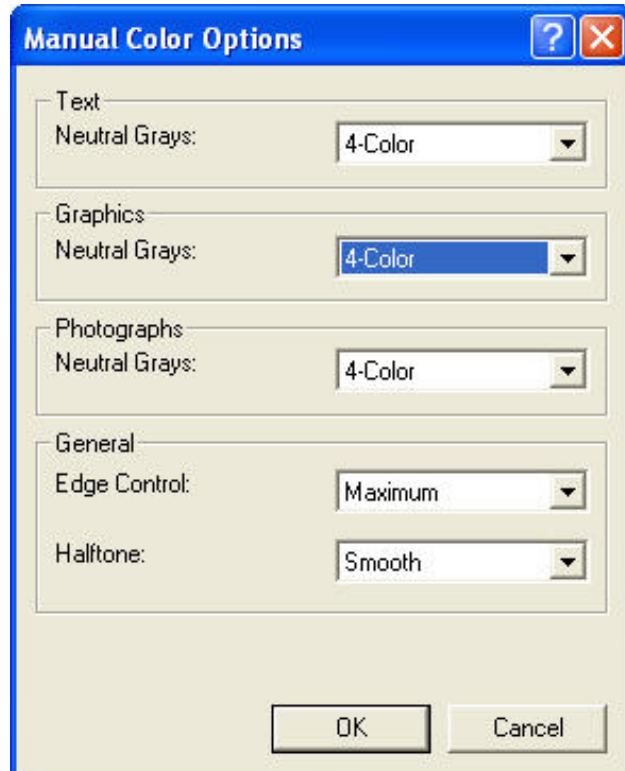 Manual Color Options
Text
Neutral Grays: 4-Color
Graphics
Neutral Grays: 4-Color
Photographs
Neutral Grays: 4-Color
General
Edge Control: Maximum
Halftone: Smooth
OK Cancel